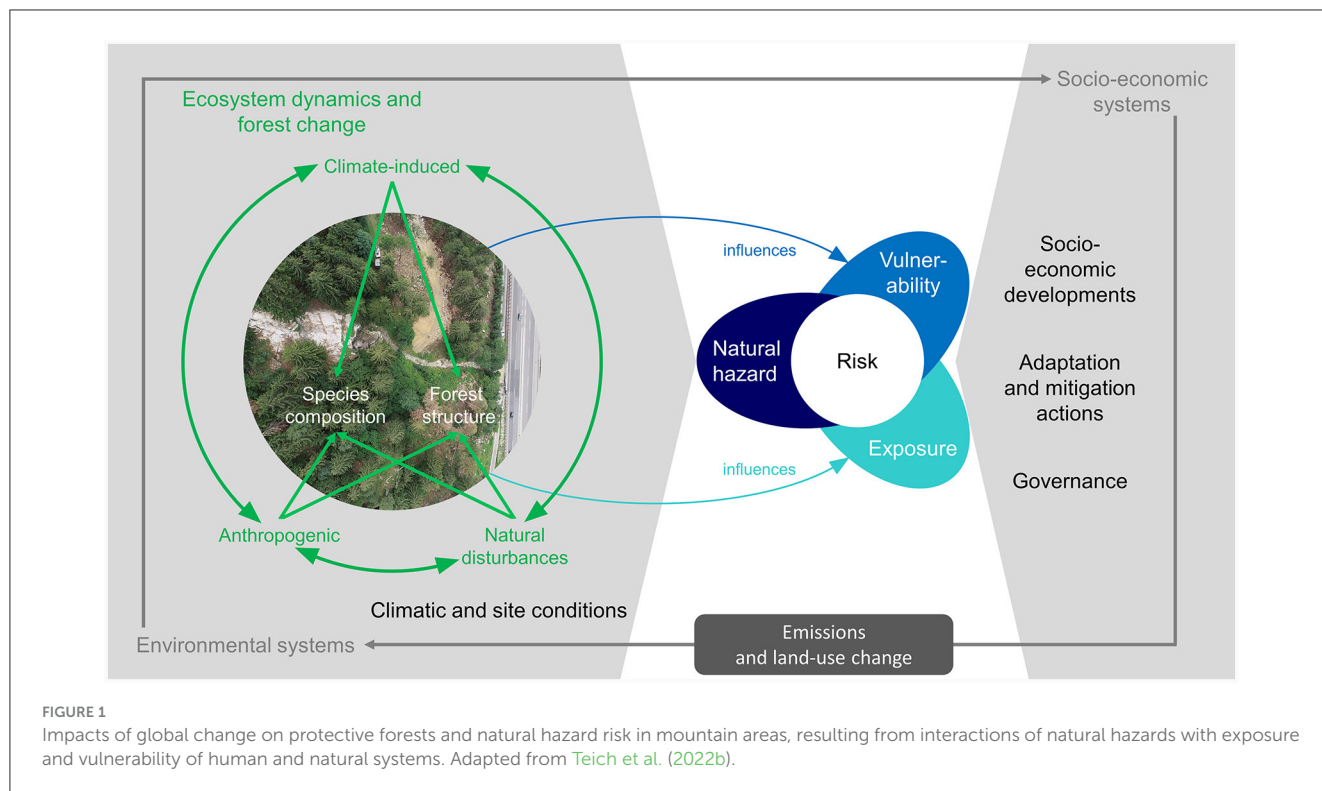 Socio-economic
systems
Ecosystem dynamics and
forest change
Climate-induced
influences
Vulner-
ability
Socio-
economic
developments
Natural
hazard
Risk
Adaptation
and mitigation
actions
Species
composition
Forest
structure
Exposure
influences
Governance
Anthropogenic
Natural
disturbances
Climatic and site conditions
Environmental systems
Emissions
and land-use change
FIGURE 1
Impacts of global change on protective forests and natural hazard risk in mountain areas, resulting from interactions of natural hazards with exposure
and vulnerability of human and natural systems. Adapted from Teich et al. (2022b).